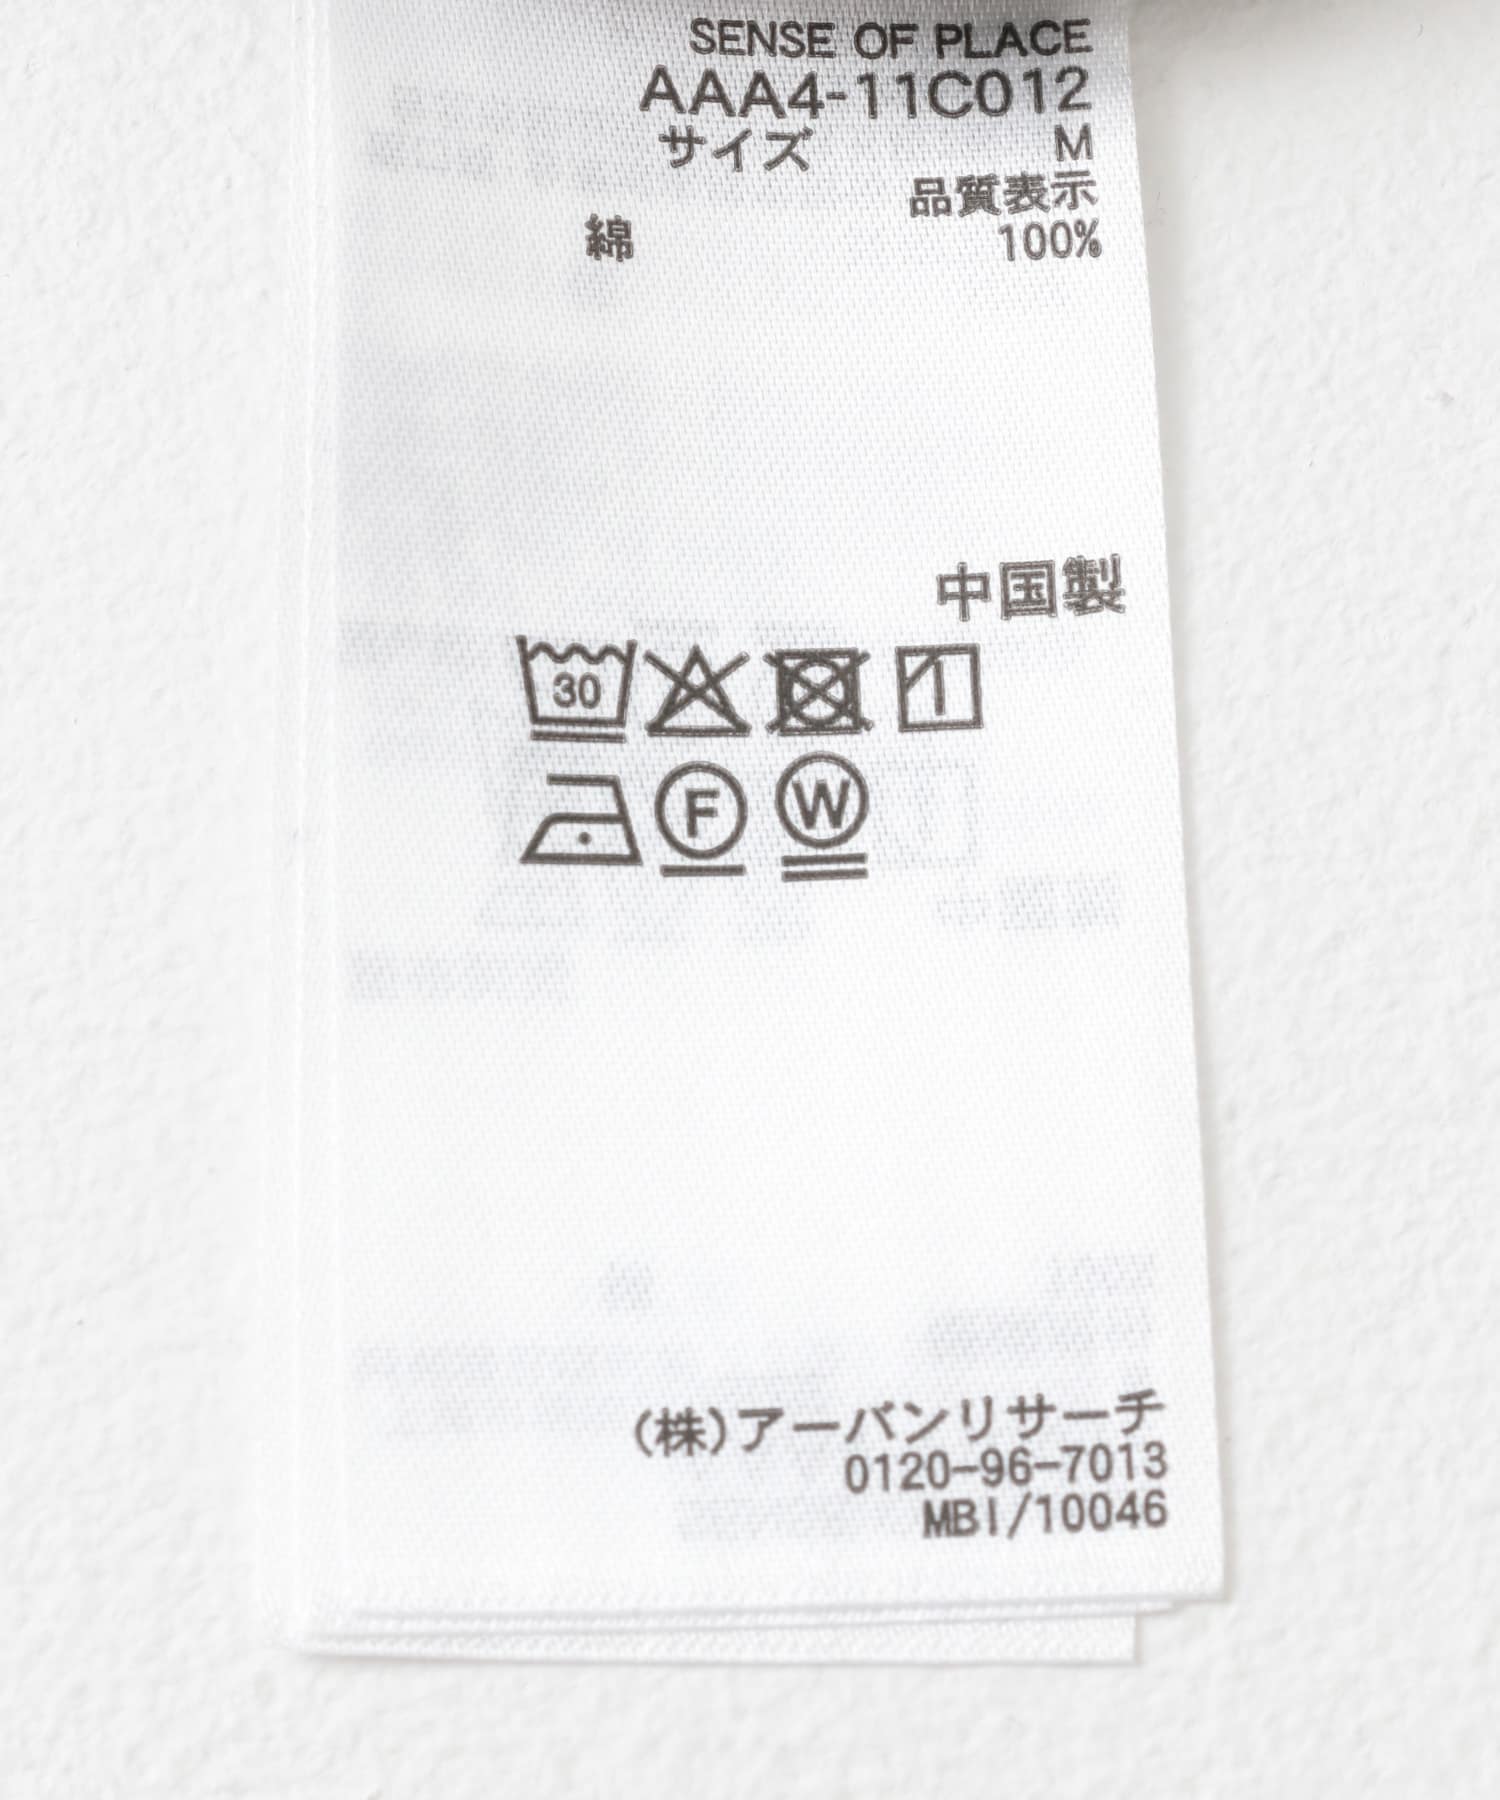 SENSE OF PLACE
AAA4-11C012
サイズ M
品質表示
綿 100%
中国製
30
F W
(株)アーバンリサーチ
0120-96-7013
MBI/10046